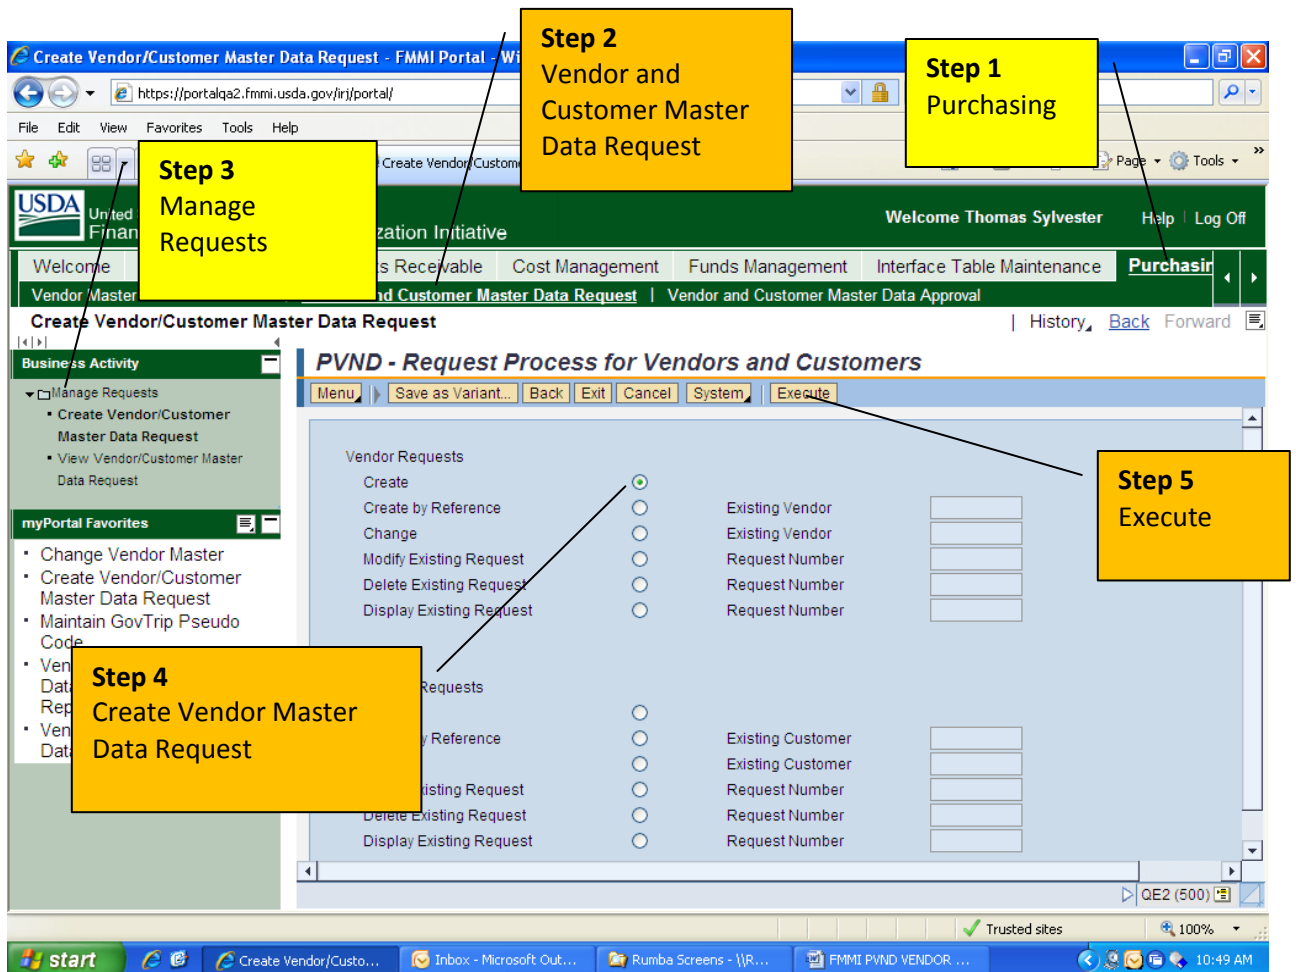 Step 2
Vendor and
Customer Master
Data Request
Step 1
Purchasing
Create Vendor/Customer Master Data Request - FMMI Portal - Wi
https://portalqa2.fmmi.usda.gov/irj/portal/
File Edit View Favorites Tools Help
Create Vendor/Custome
Page Tools
Step 3
Manage
Requests
USDA
United
Finan
zation Initiative
Welcome Thomas Sylvester Help | Log Off
Welcome s Receivable Cost Management Funds Management Interface Table Maintenance Purchasin
Vendor Master nd Customer Master Data Request | Vendor and Customer Master Data Approval
Create Vendor/Customer Master Data Request | History Back Forward
Business Activity
Manage Requests
Create Vendor/Customer
Master Data Request
View Vendor/Customer Master
Data Request
myPortal Favorites
Change Vendor Master
Create Vendor/Customer
Master Data Request
Maintain GovTrip Pseudo
Code
Ven
Data
Rep
Ven
Data
PVND - Request Process for Vendors and Customers
Menu Save as Variant... Back Exit Cancel System Execute
Vendor Requests
Create
Create by Reference Existing Vendor
Change Existing Vendor
Modify Existing Request Request Number
Delete Existing Request Request Number
Display Existing Request Request Number
Step 5
Execute
Step 4
Create Vendor Master
Data Request
Requests
y Reference Existing Customer
Existing Customer
isting Request Request Number
Delete Existing Request Request Number
Display Existing Request Request Number
QE2 (500)
Trusted sites 100%
start Create Vendor/Custo... Inbox - Microsoft Out... Rumba Screens - \\R... FMMI PVND VENDOR ... 10:49 AM